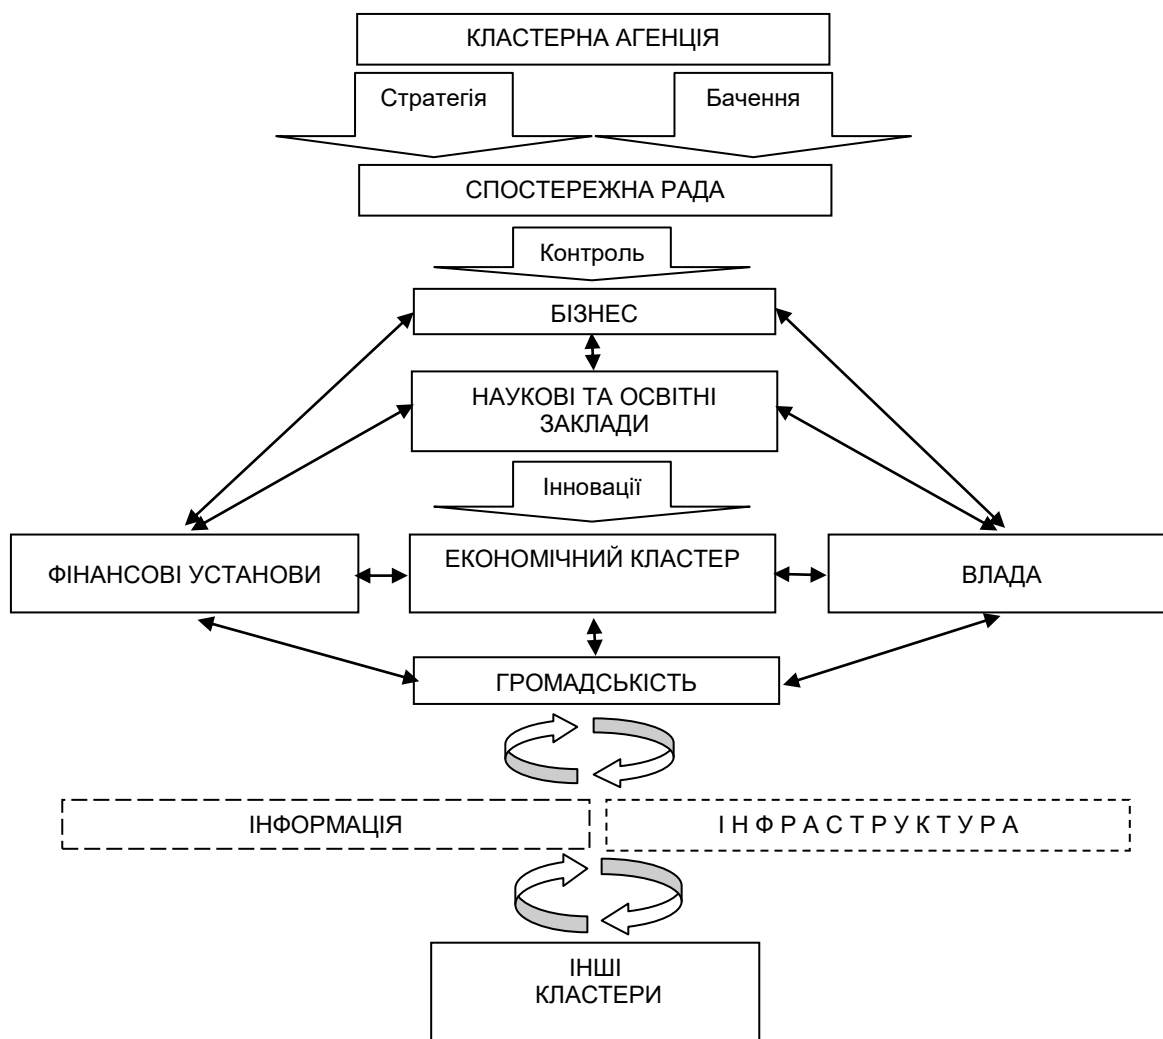 КЛАСТЕРНА АГЕНЦІЯ
Стратегія
Бачення
СПОСТЕРЕЖНА РАДА
Контроль
БІЗНЕС
НАУКОВІ ТА ОСВІТНІ
ЗАКЛАДИ
Інновації
ФІНАНСОВІ УСТАНОВИ
ЕКОНОМІЧНИЙ КЛАСТЕР
ВЛАДА
ГРОМАДСЬКІСТЬ
ІНФОРМАЦІЯ
І Н Ф Р А С Т Р У К Т У Р А
ІНШІ
КЛАСТЕРИ